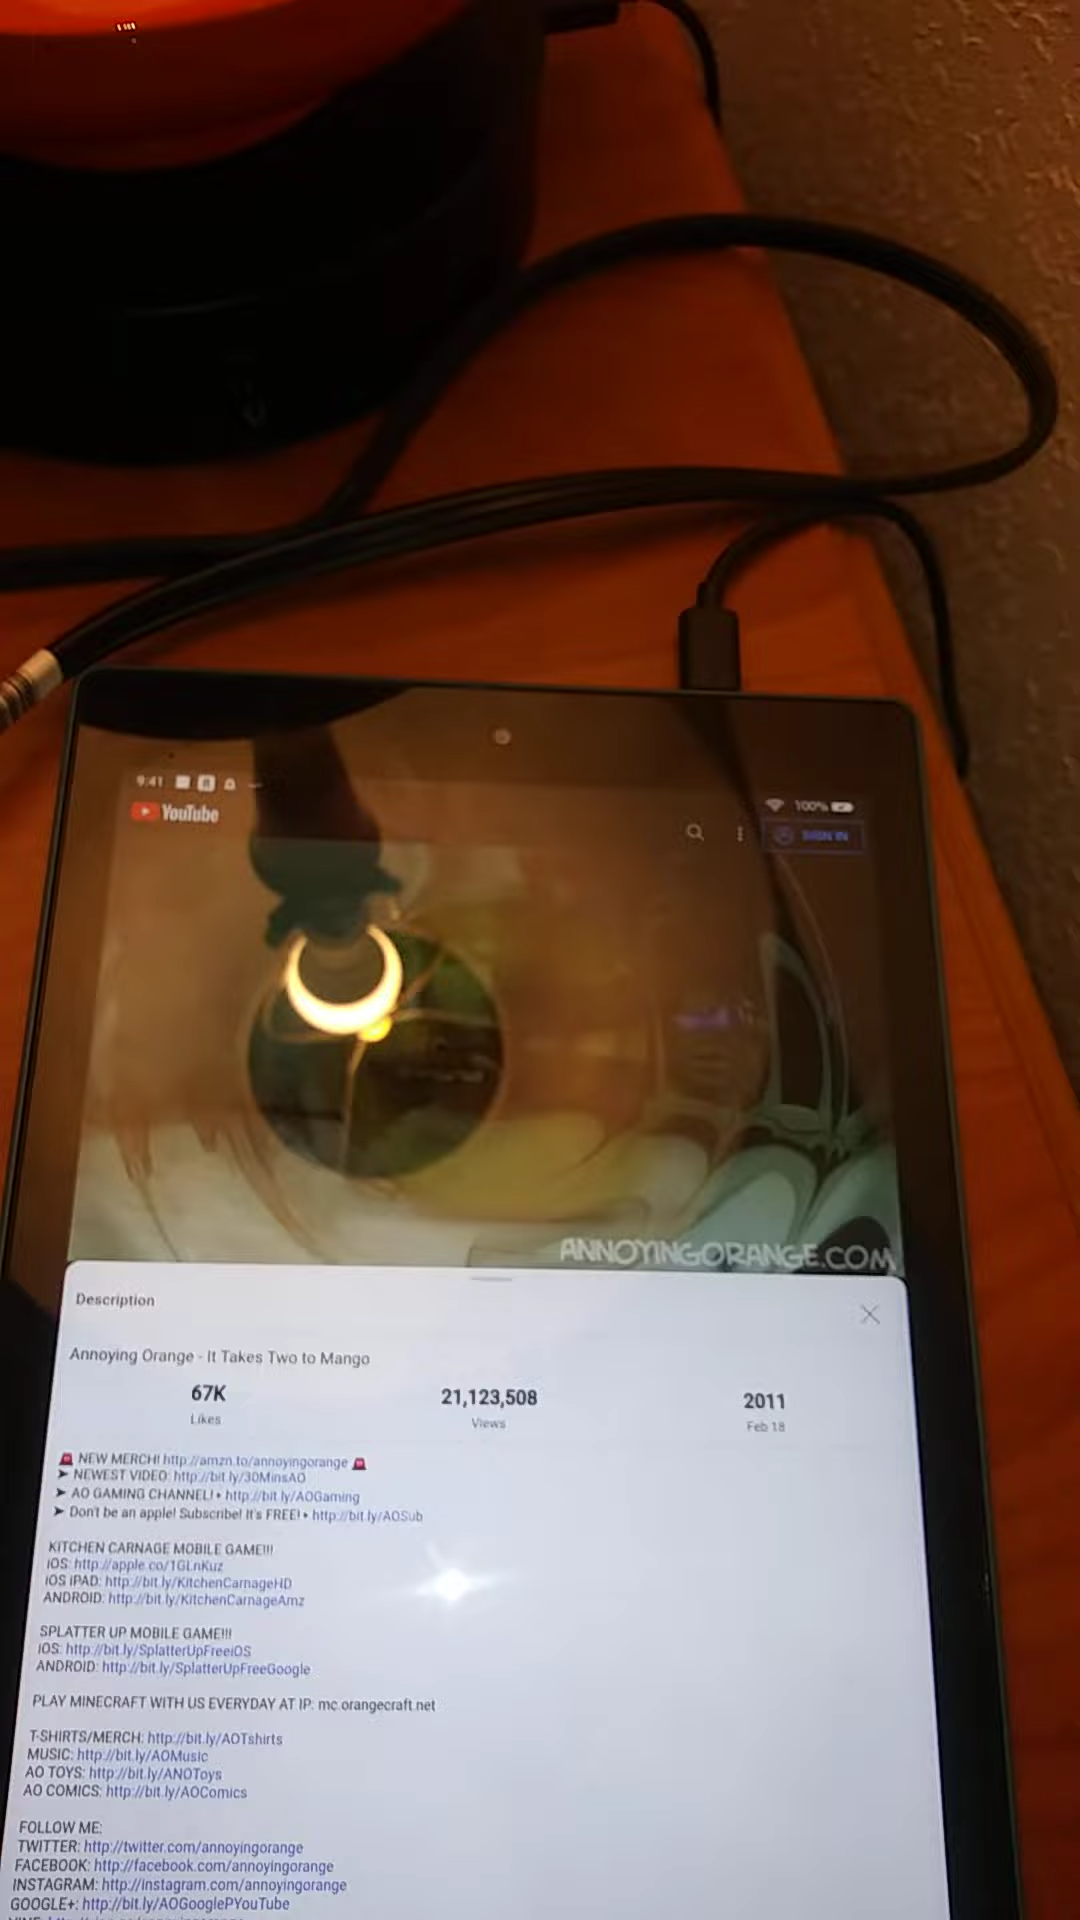 9:41
100%
YouTube
SIGN IN
ANNOYINGORANGE.COM
Description
Annoying Orange - It Takes Two to Mango
67K
21,123,508
2011
Likes
Views
Feb 18
🚨 NEW MERCH! http://amzn.to/annoyingorange 🚨
➤ NEWEST VIDEO: http://bit.ly/30MinsAO
➤ AO GAMING CHANNEL! • http://bit.ly/AOGaming
➤ Don't be an apple! Subscribe! It's FREE! • http://bit.ly/AOSub
KITCHEN CARNAGE MOBILE GAME!!!
iOS: http://apple.co/1GLnKuz
iOS IPAD: http://bit.ly/KitchenCarnageHD
ANDROID: http://bit.ly/KitchenCarnageAmz
SPLATTER UP MOBILE GAME!!!
iOS: http://bit.ly/SplatterUpFreeiOS
ANDROID: http://bit.ly/SplatterUpFreeGoogle
PLAY MINECRAFT WITH US EVERYDAY AT IP: mc.orangecraft.net
T-SHIRTS/MERCH: http://bit.ly/AOTshirts
MUSIC: http://bit.ly/AOMusic
AO TOYS: http://bit.ly/ANOToys
AO COMICS: http://bit.ly/AOComics
FOLLOW ME:
TWITTER: http://twitter.com/annoyingorange
FACEBOOK: http://facebook.com/annoyingorange
INSTAGRAM: http://instagram.com/annoyingorange
GOOGLE+: http://bit.ly/AOGooglePYouTube